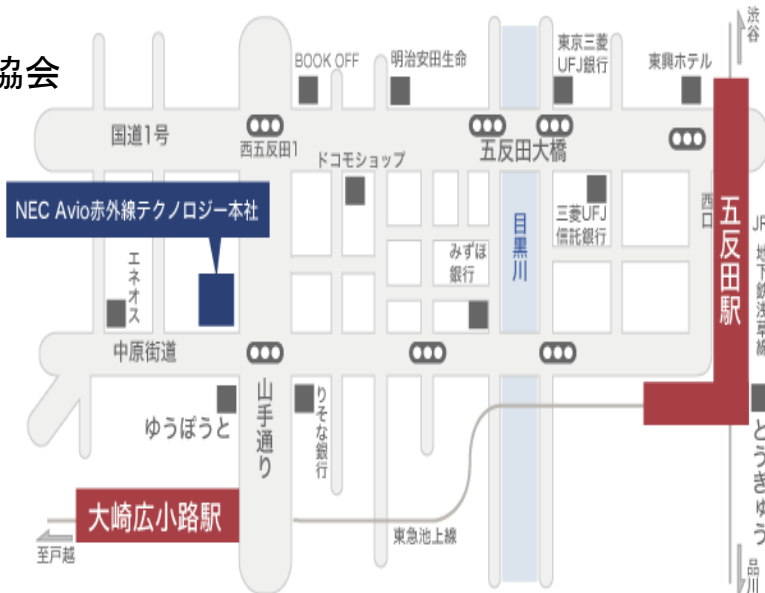 協会
渋谷
BOOK OFF
明治安田生命
東京三菱
UFJ銀行
東興ホテル
国道1号
西五反田1
ドコモショップ
五反田大橋
NEC Avio赤外線テクノロジー本社
エネオス
みずほ
銀行
目黒川
三菱UFJ
信託銀行
西口
五反田駅
地下鉄浅草線
中原街道
ゆうぽうと
山手通り
りそな銀行
とうきゅう
大崎広小路駅
至戸越
東急池上線
品川